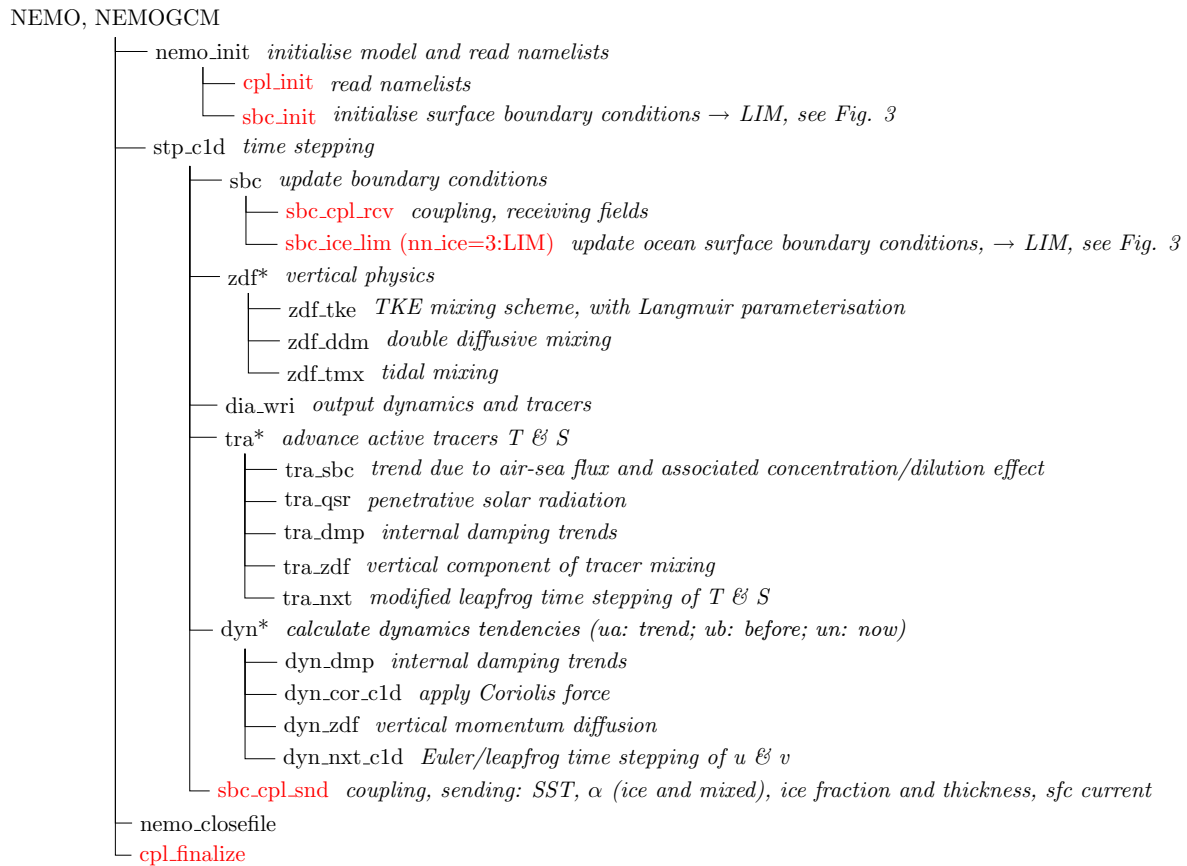 NEMO, NEMOGCM
nemo_init initialise model and read namelists
cpl_init read namelists
sbc_init initialise surface boundary conditions → LIM, see Fig. 3
stp_c1d time stepping
sbc update boundary conditions
sbc_cpl_rcv coupling, receiving fields
sbc_ice_lim (nn_ice=3:LIM) update ocean surface boundary conditions, → LIM, see Fig. 3
zdf* vertical physics
zdf_tke TKE mixing scheme, with Langmuir parameterisation
zdf_ddm double diffusive mixing
zdf_tmx tidal mixing
dia_wri output dynamics and tracers
tra* advance active tracers T & S
tra_sbc trend due to air-sea flux and associated concentration/dilution effect
tra_qsr penetrative solar radiation
tra_dmp internal damping trends
tra_zdf vertical component of tracer mixing
tra_nxt modified leapfrog time stepping of T & S
dyn* calculate dynamics tendencies (ua: trend; ub: before; un: now)
dyn_dmp internal damping trends
dyn_cor_c1d apply Coriolis force
dyn_zdf vertical momentum diffusion
dyn_nxt_c1d Euler/leapfrog time stepping of u & v
sbc_cpl_snd coupling, sending: SST, α (ice and mixed), ice fraction and thickness, sfc current
nemo_closefile
cpl_finalize